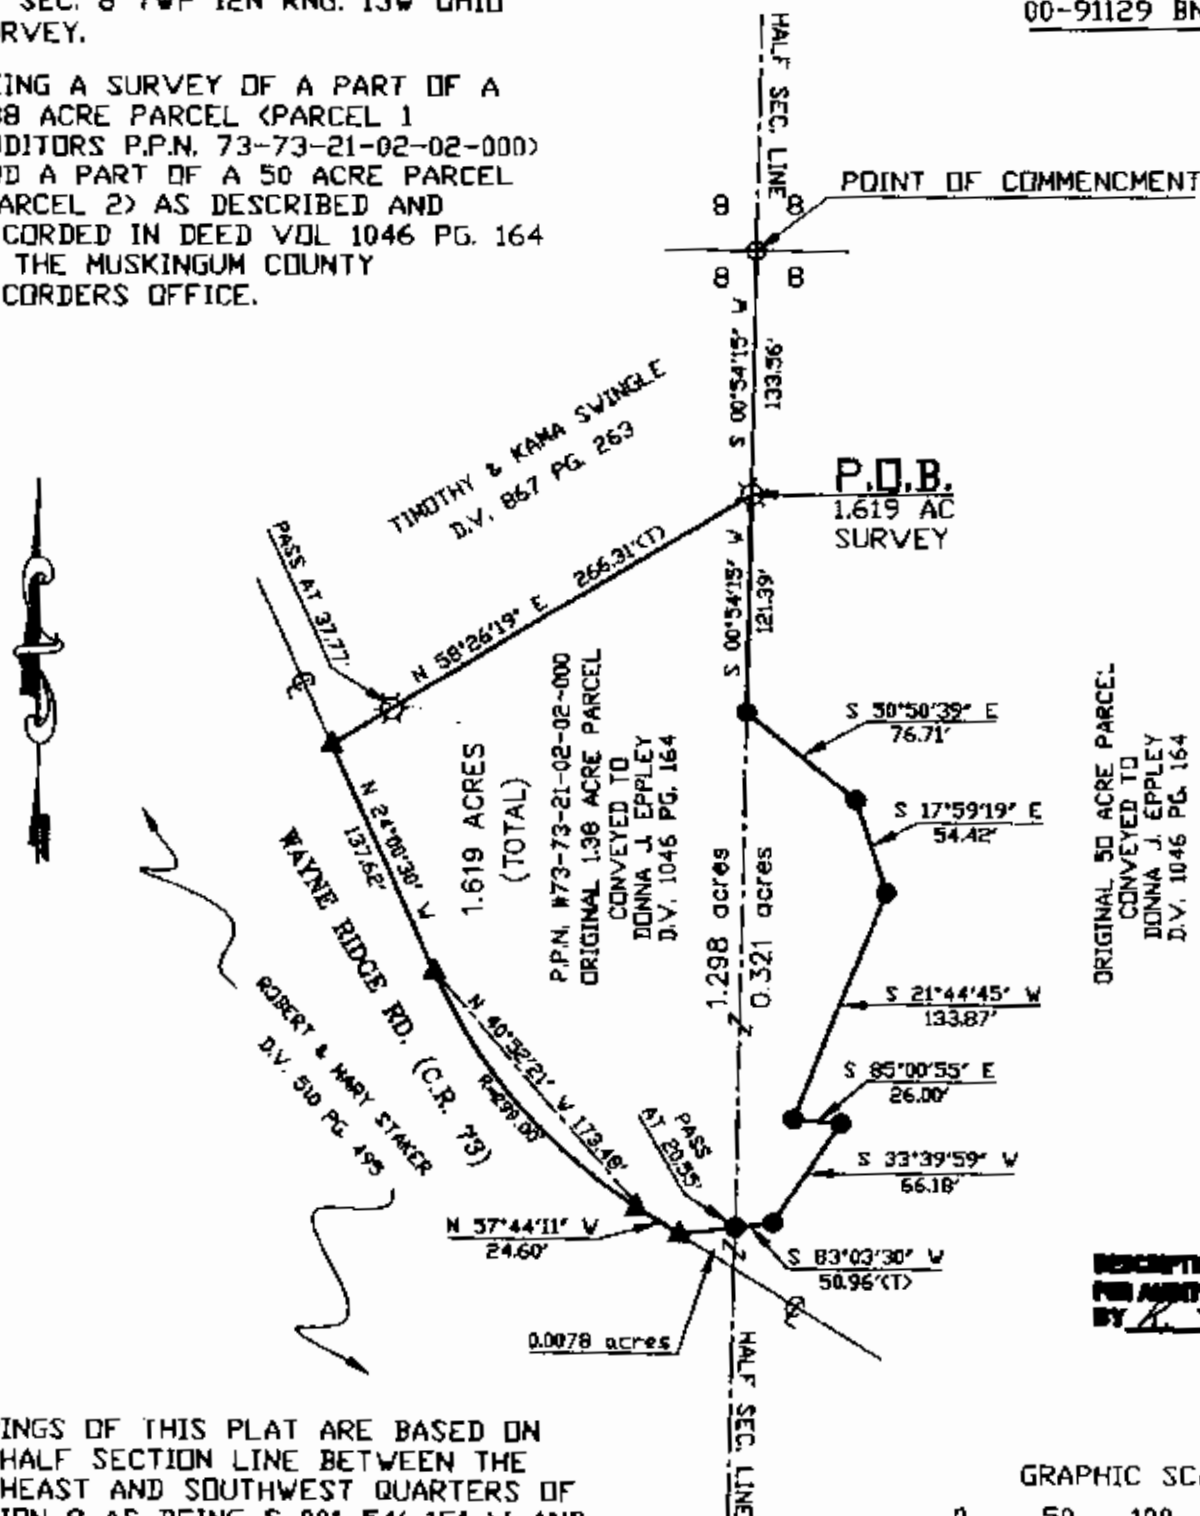 SEC. 8 TWP 12N RNG. 13W OHIO
RVEY.
ING A SURVEY OF A PART OF A
38 ACRE PARCEL (PARCEL 1
DITORS P.P.N. 73-73-21-02-02-000)
D A PART OF A 50 ACRE PARCEL
ARCEL 2) AS DESCRIBED AND
CORDED IN DEED VOL 1046 PG. 164
THE MUSKINGUM COUNTY
CORDERS OFFICE.
00-91129 BN
HALF SEC. LINE
POINT OF COMMENCMENT
8 8
8 8
S 00°54'15" W
133.56'
TIMOTHY & KAMA SWINGLE
D.V. 867 PG. 263
P.O.B.
1.619 AC
SURVEY
PASS AT 37.77'
N 58°26'19" E 266.31'(T)
S 00°54'15" W
121.39'
S 50°50'39" E
76.71'
S 17°59'19" E
54.42'
S 21°44'45" W
133.87'
S 85°00'55" E
26.00'
S 33°39'59" W
66.18'
S 83°03'30" W
50.96'(T)
N 24°00'30" W
137.62'
1.619 ACRES
(TOTAL)
P.P.N. #73-73-21-02-02-000
ORIGINAL 1.38 ACRE PARCEL
CONVEYED TO
DONNA J. EPPLEY
D.V. 1046 PG. 164
1.298 acres
0.321 acres
ORIGINAL 50 ACRE PARCEL
CONVEYED TO
DONNA J. EPPLEY
D.V. 1046 PG. 164
WAYNE RIDGE RD. (C.R. 73)
N 40°52'21" W 173.48'
ROBERT & MARY STAKER
D.V. 510 PG. 495
PASS
AT 20.55'
N 57°44'11" W
24.60'
0.0078 acres
HALF SEC. LINE
BY
INGS OF THIS PLAT ARE BASED ON
HALF SECTION LINE BETWEEN THE
HEAST AND SOUTHWEST QUARTERS OF
GRAPHIC SC
0 50 100